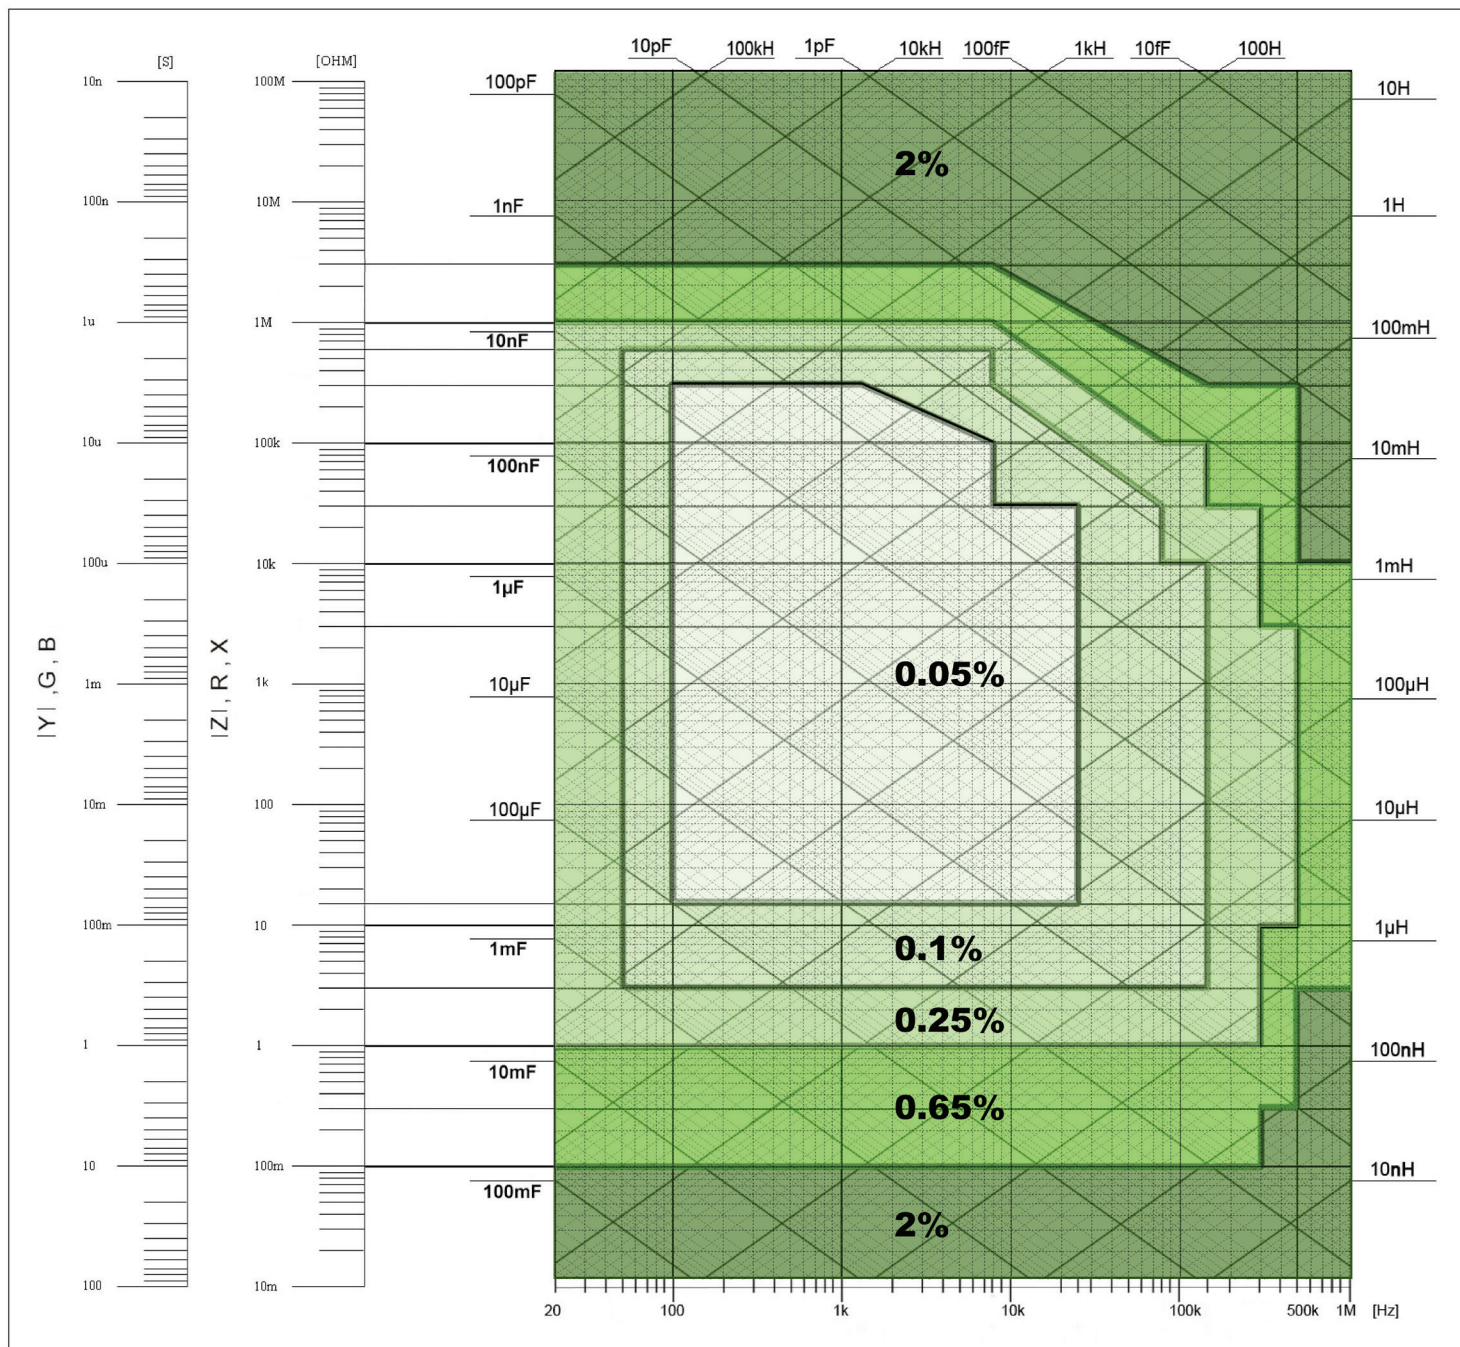 10pF 100kH 1pF 10kH 100fF 1kH 10fF 100H
[S] [OHM]
10n 100M 100pF 10H
2%
100n 10M 1nF 1H
1u 1M 10nF 100mH
10u 100k 100nF 10mH
100u 10k 1µF 1mH
|Y|, G, B |Z|, R, X
0.05%
1m 1k 10µF 100µH
10m 100 100µF 10µH
100m 10 1mF 1µH
0.1%
0.25%
1 1 10mF 100nH
0.65%
10 100m 100mF 10nH
2%
100 10m
20 100 1k 10k 100k 500k 1M [Hz]